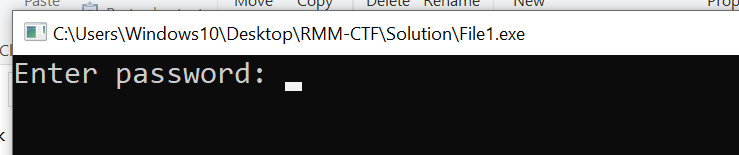 Paste Move Copy Delete Rename New
C:\Users\Windows10\Desktop\RMM-CTF\Solution\File1.exe
Enter password: